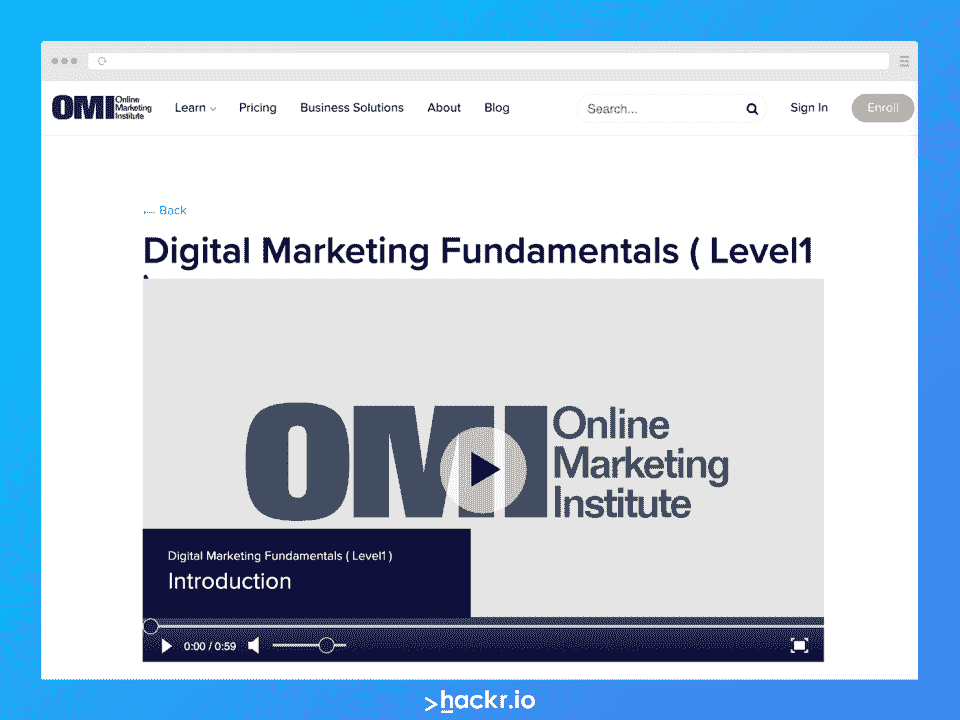 OMI Online Marketing Institute
Learn Pricing Business Solutions About Blog Search... Sign In Enroll
Back
Digital Marketing Fundamentals ( Level1
)
OMI Online Marketing Institute
Digital Marketing Fundamentals ( Level1 )
Introduction
0:00 / 0:59
>hackr.io